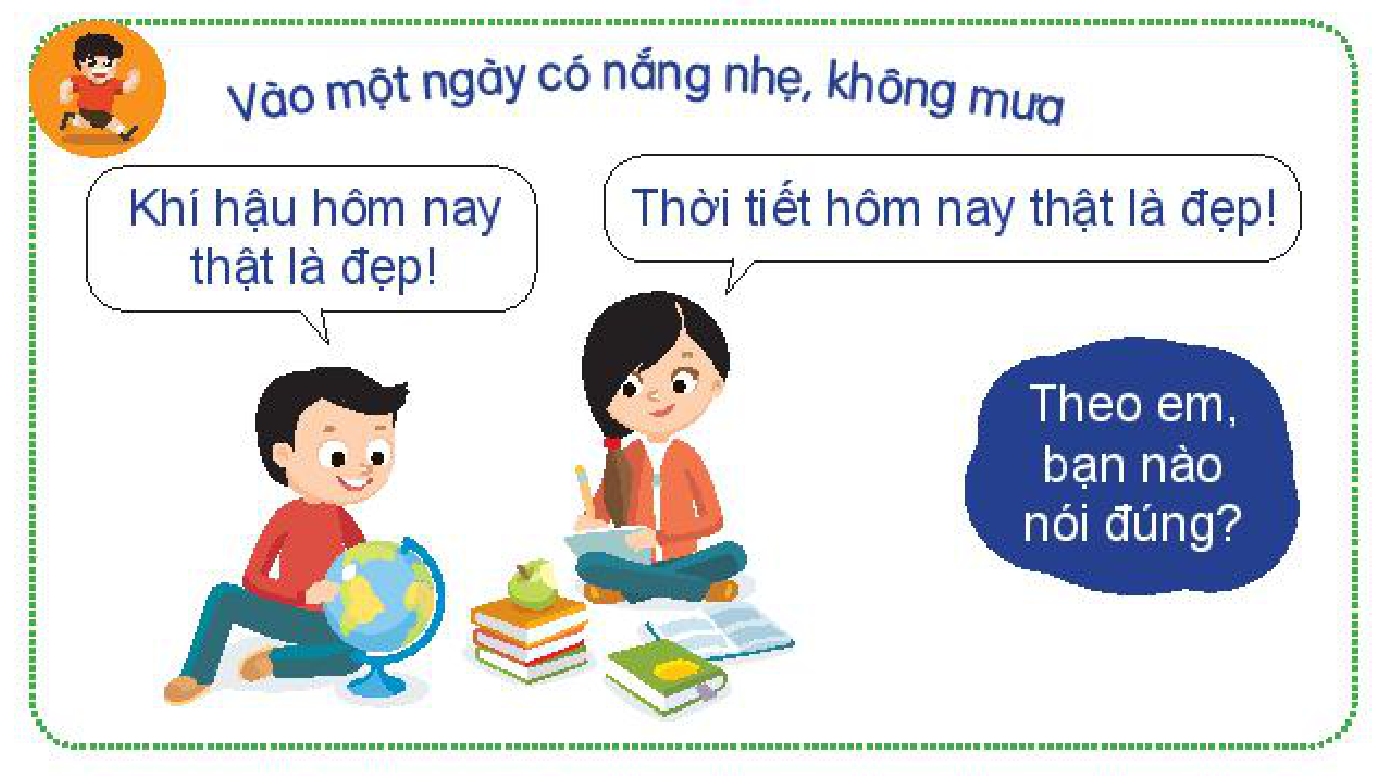 Vào một ngày có nắng nhẹ, không mưa
Khí hậu hôm nay
thật là đẹp!
Thời tiết hôm nay thật là đẹp!
Theo em,
bạn nào
nói đúng?